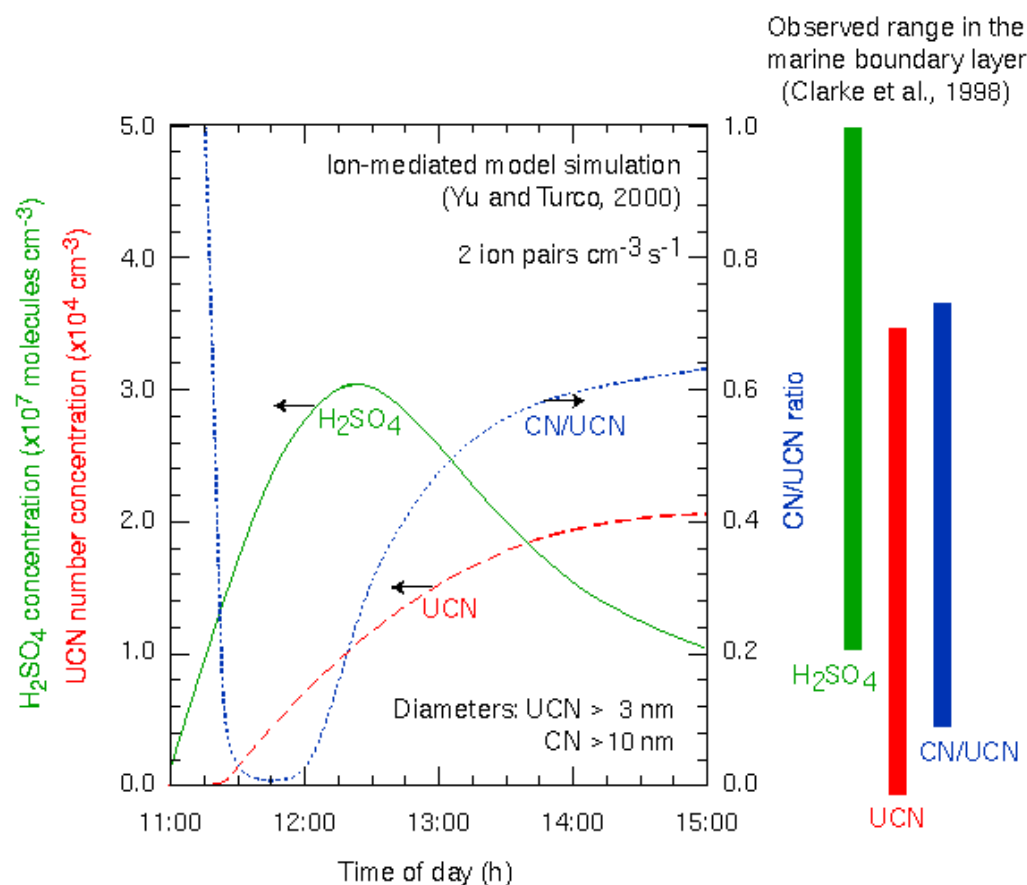 Observed range in the
marine boundary layer
(Clarke et al., 1998)
Ion-mediated model simulation
(Yu and Turco, 2000)
2 ion pairs cm⁻³ s⁻¹
H₂SO₄ concentration (x10⁷ molecules cm⁻³)
UCN number concentration (x10⁴ cm⁻³)
5.0
4.0
3.0
2.0
1.0
0.0
H₂SO₄
CN/UCN
UCN
Diameters: UCN > 3 nm
CN >10 nm
1.0
0.8
0.6
0.4
0.2
0.0
CN/UCN ratio
11:00 12:00 13:00 14:00 15:00
Time of day (h)
H₂SO₄
CN/UCN
UCN